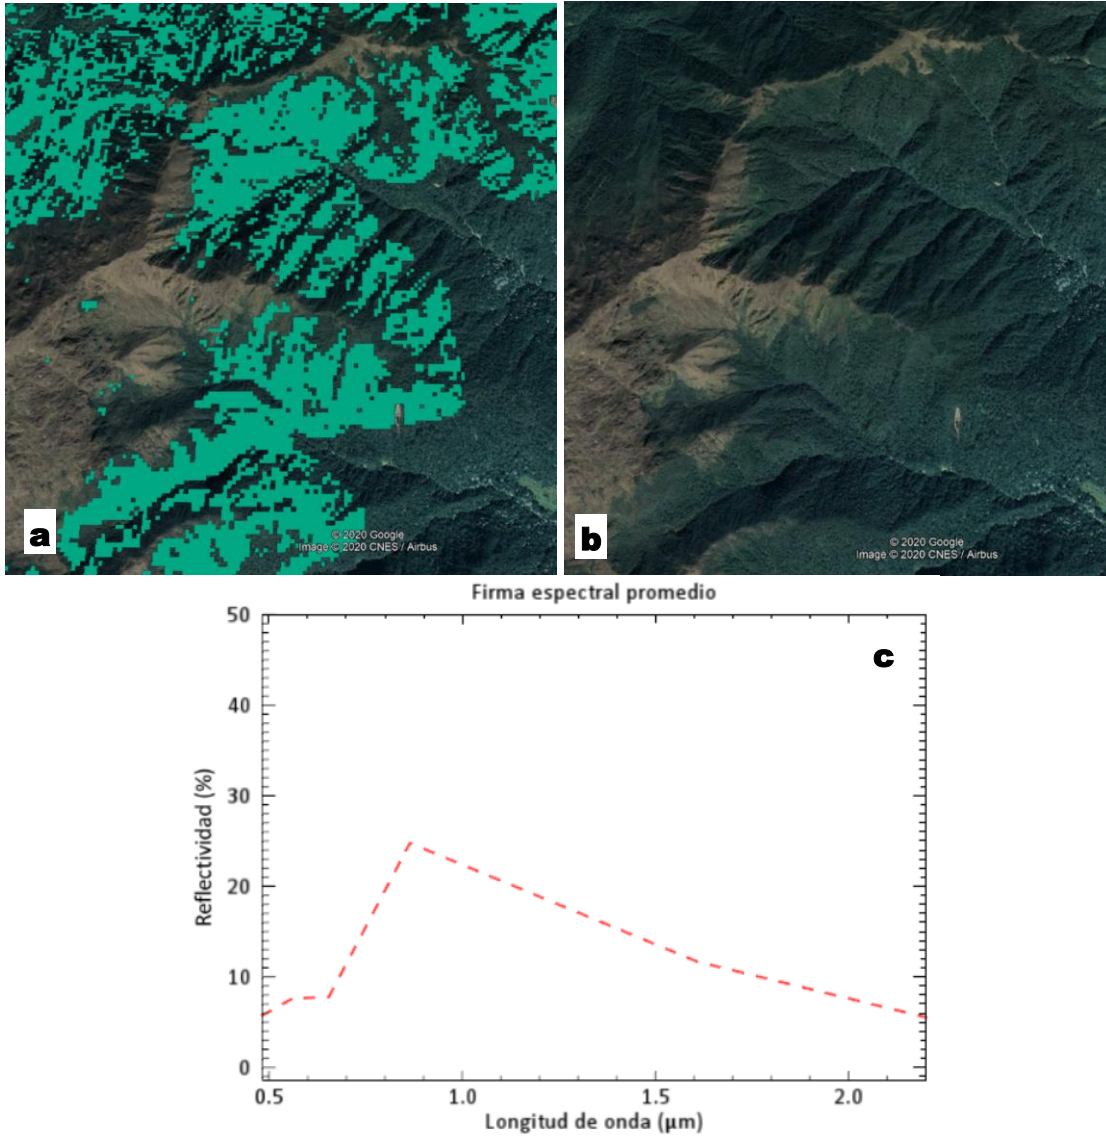 a
© 2020 Google
Image © 2020 CNES / Airbus
b
© 2020 Google
Image © 2020 CNES / Airbus
Firma espectral promedio
c
50
40
30
20
10
0
Reflectividad (%)
0.5 1.0 1.5 2.0
Longitud de onda (µm)